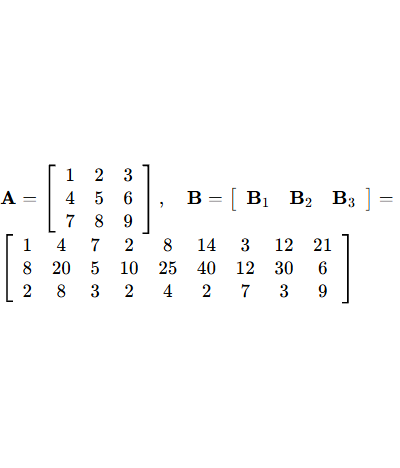 A = [ 1 2 3
4 5 6
7 8 9 ] , B = [ B₁ B₂ B₃ ] =
[ 1 4 7 2 8 14 3 12 21
8 20 5 10 25 40 12 30 6
2 8 3 2 4 2 7 3 9 ]